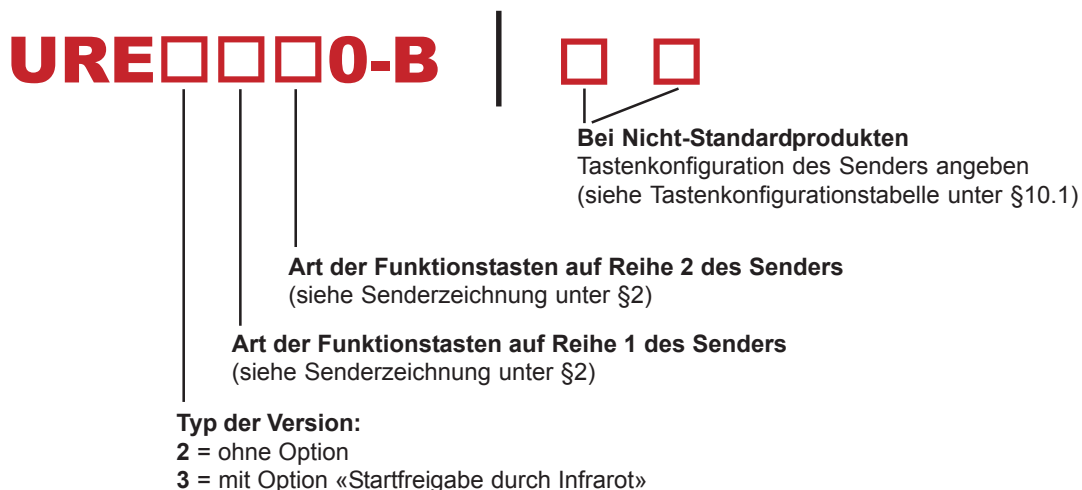 URE□□□0-B | □ □
Bei Nicht-Standardprodukten
Tastenkonfiguration des Senders angeben
(siehe Tastenkonfigurationstabelle unter §10.1)
Art der Funktionstasten auf Reihe 2 des Senders
(siehe Senderzeichnung unter §2)
Art der Funktionstasten auf Reihe 1 des Senders
(siehe Senderzeichnung unter §2)
Typ der Version:
2 = ohne Option
3 = mit Option «Startfreigabe durch Infrarot»